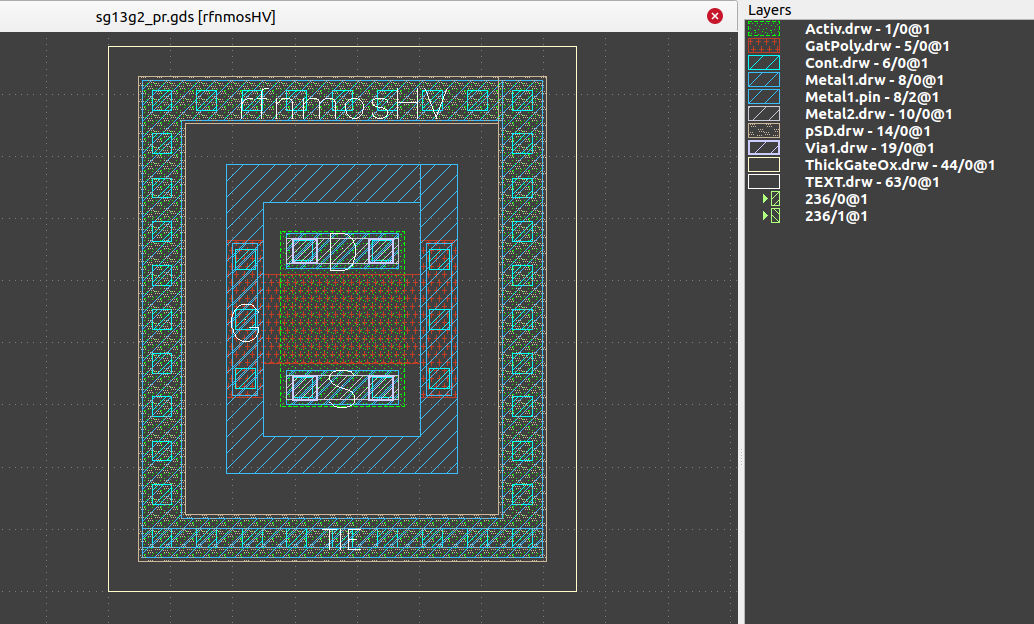 sg13g2_pr.gds [rfnmosHV]
Layers
Activ.drw - 1/0@1
GatPoly.drw - 5/0@1
Cont.drw - 6/0@1
Metal1.drw - 8/0@1
Metal1.pin - 8/2@1
Metal2.drw - 10/0@1
pSD.drw - 14/0@1
Via1.drw - 19/0@1
ThickGateOx.drw - 44/0@1
TEXT.drw - 63/0@1
236/0@1
236/1@1
rfnmosHV
D
G
S
TIE